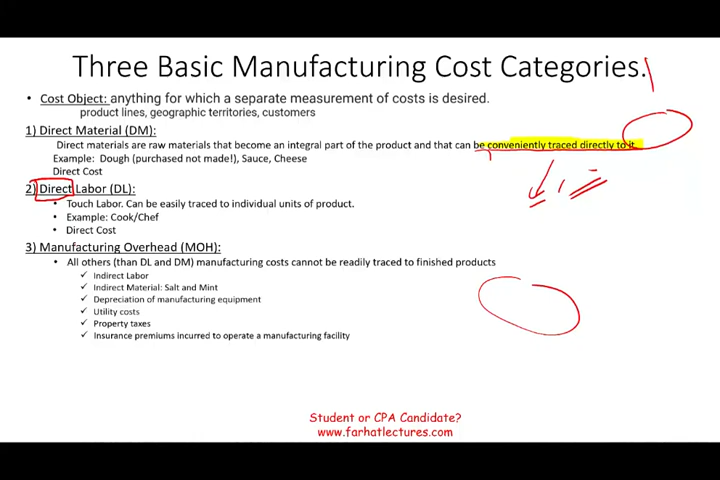 Three Basic Manufacturing Cost Categories.
• Cost Object: anything for which a separate measurement of costs is desired.
product lines, geographic territories, customers
1) Direct Material (DM):
Direct materials are raw materials that become an integral part of the product and that can be conveniently traced directly to it.
Example: Dough (purchased not made!), Sauce, Cheese
Direct Cost
2) Direct Labor (DL):
• Touch Labor. Can be easily traced to individual units of product.
• Example: Cook/Chef
• Direct Cost
3) Manufacturing Overhead (MOH):
• All others (than DL and DM) manufacturing costs cannot be readily traced to finished products
✓ Indirect Labor
✓ Indirect Material: Salt and Mint
✓ Depreciation of manufacturing equipment
✓ Utility costs
✓ Property taxes
✓ Insurance premiums incurred to operate a manufacturing facility
Student or CPA Candidate?
www.farhatlectures.com